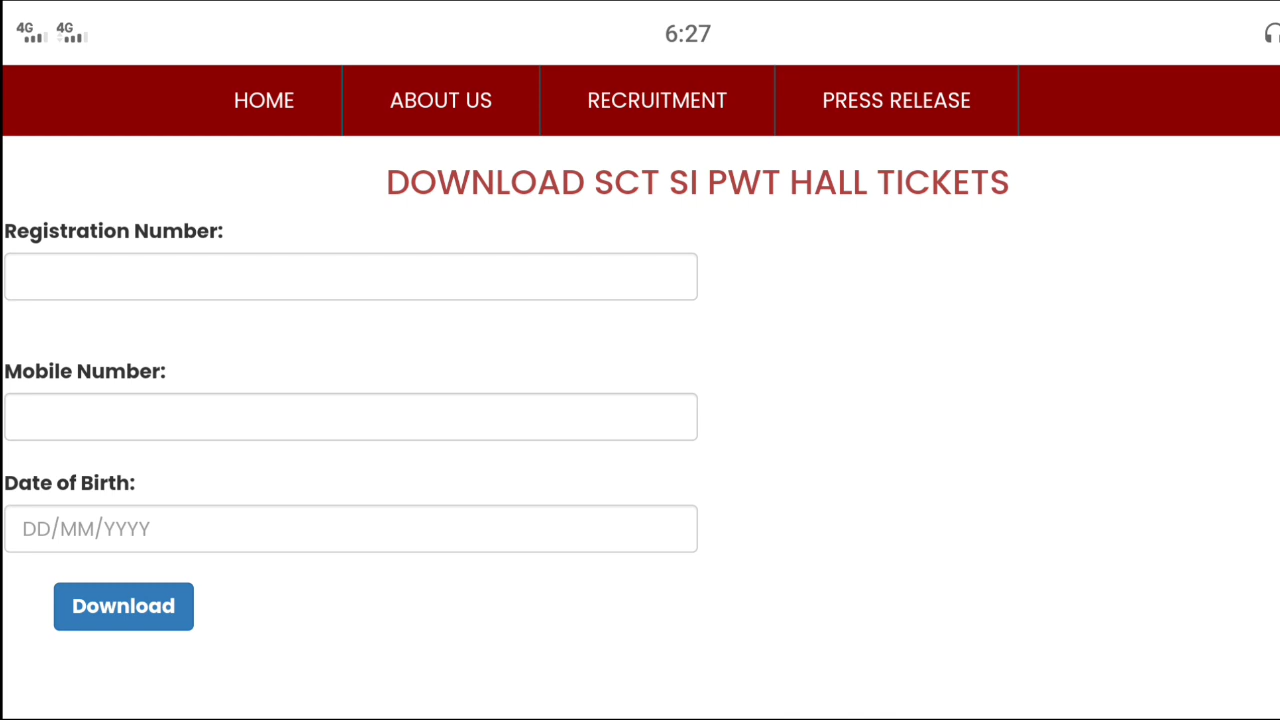 4G 4G 6:27
HOME ABOUT US RECRUITMENT PRESS RELEASE
DOWNLOAD SCT SI PWT HALL TICKETS
Registration Number:
Mobile Number:
Date of Birth:
DD/MM/YYYY
Download